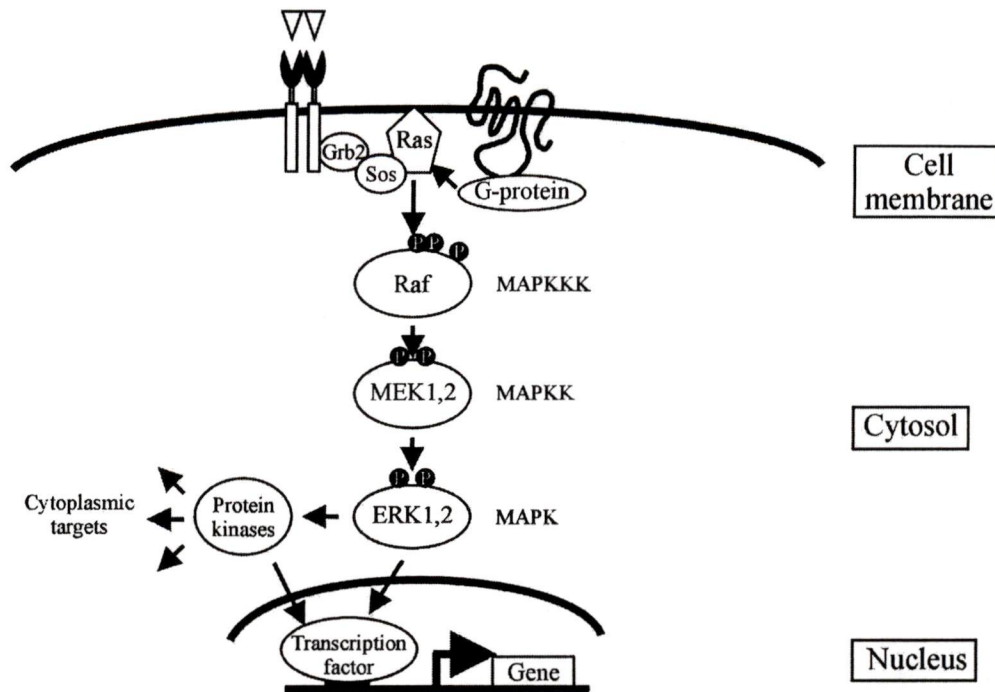 Grb2
Sos
Ras
G-protein
Cell
membrane
P P P
Raf
MAPKKK
P P
MEK1,2
MAPKK
Cytosol
P P
Cytoplasmic
targets
Protein
kinases
ERK1,2
MAPK
Transcription
factor
Gene
Nucleus